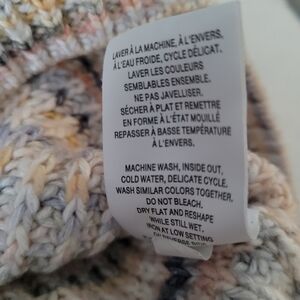 LAVER À LA MACHINE, À L'ENVERS.
À L'EAU FROIDE, CYCLE DÉLICAT.
LAVER LES COULEURS
SEMBLABLES ENSEMBLE.
NE PAS JAVELLISER.
SÉCHER À PLAT ET REMETTRE
EN FORME À L'ÉTAT MOUILLÉ
REPASSER À BASSE TEMPÉRATURE
À L'ENVERS.
MACHINE WASH, INSIDE OUT,
COLD WATER, DELICATE CYCLE.
WASH SIMILAR COLORS TOGETHER.
DO NOT BLEACH.
DRY FLAT AND RESHAPE
WHILE STILL WET.
IRON AT LOW SETTING
REVERSE SIDE